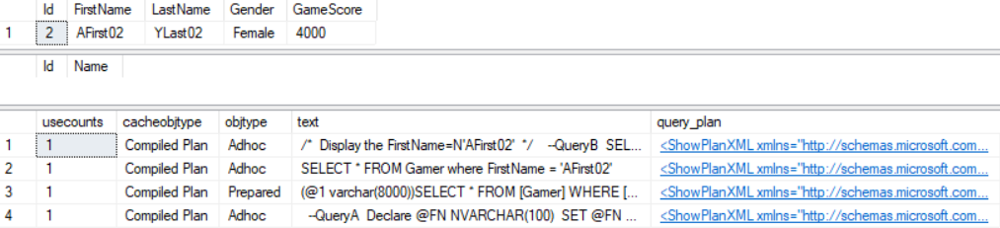 Id FirstName LastName Gender GameScore
1 2 AFirst02 YLast02 Female 4000
Id Name
usecounts cacheobjtype objtype text query_plan
1 1 Compiled Plan Adhoc /* Display the FirstName=N'AFirst02' */ --QueryB SEL... <ShowPlanXML xmlns="http://schemas.microsoft.com...
2 1 Compiled Plan Adhoc SELECT * FROM Gamer where FirstName = 'AFirst02' <ShowPlanXML xmlns="http://schemas.microsoft.com...
3 1 Compiled Plan Prepared (@1 varchar(8000))SELECT * FROM [Gamer] WHERE [... <ShowPlanXML xmlns="http://schemas.microsoft.com...
4 1 Compiled Plan Adhoc --QueryA Declare @FN NVARCHAR(100) SET @FN ... <ShowPlanXML xmlns="http://schemas.microsoft.com...